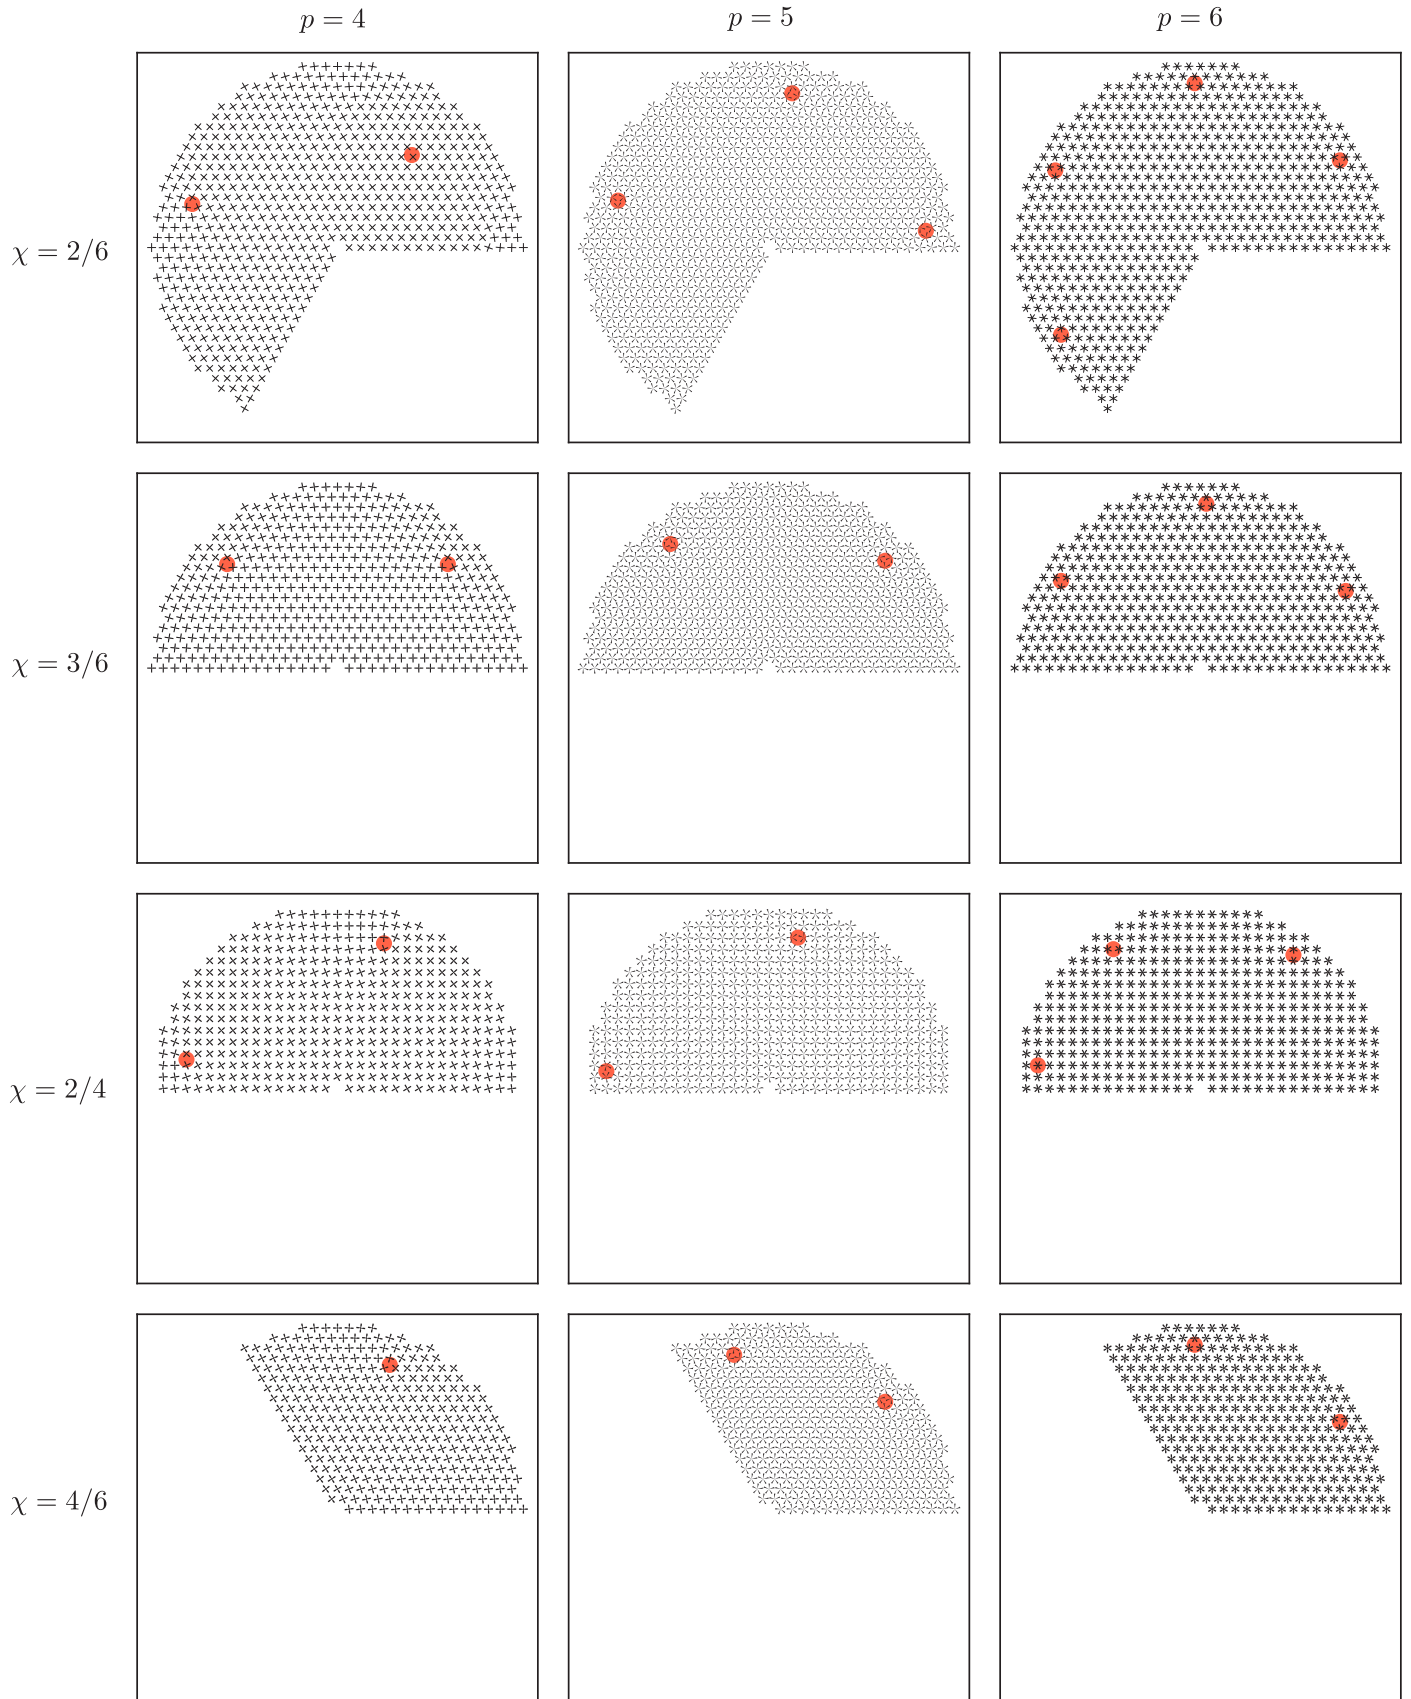 p = 4
p = 5
p = 6
χ = 2/6
χ = 3/6
χ = 2/4
χ = 4/6